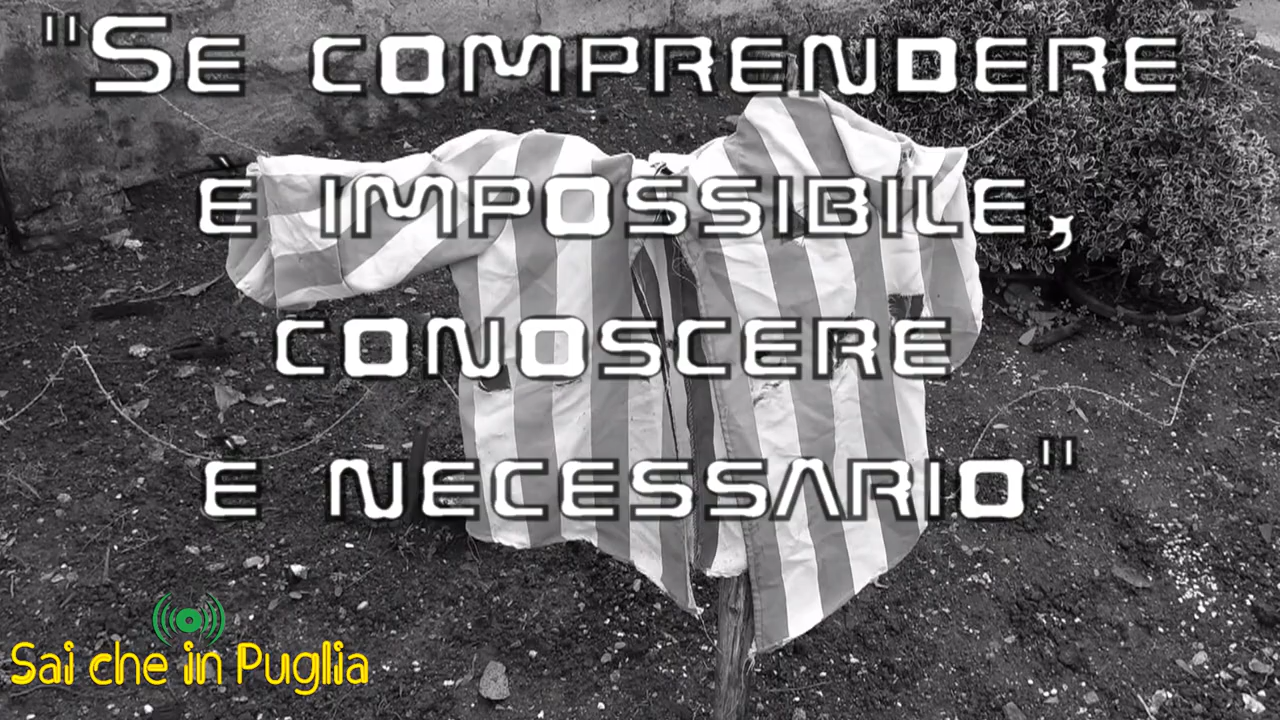 "Se comprendere
è impossibile,
conoscere
è necessario"
Sai che in Puglia